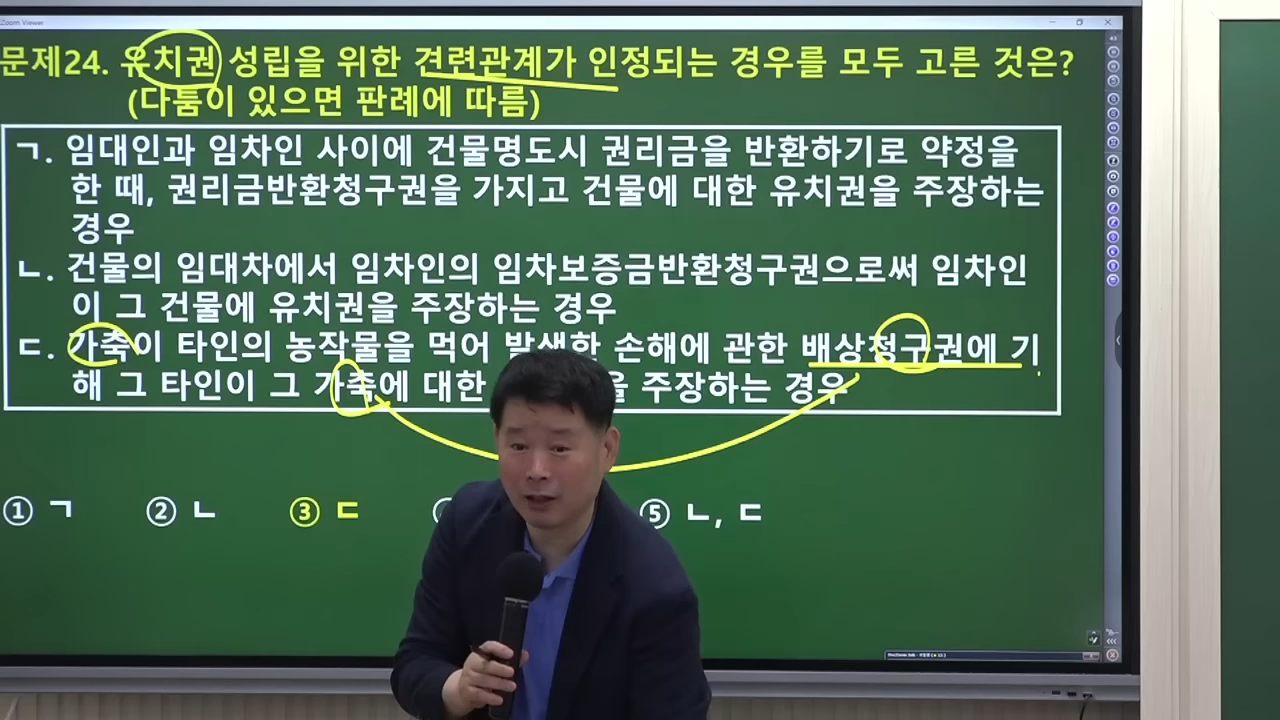 Zoom Viewer
문제24. 유치권 성립을 위한 견련관계가 인정되는 경우를 모두 고른 것은?
(다툼이 있으면 판례에 따름)
ㄱ. 임대인과 임차인 사이에 건물명도시 권리금을 반환하기로 약정을
한 때, 권리금반환청구권을 가지고 건물에 대한 유치권을 주장하는
경우
ㄴ. 건물의 임대차에서 임차인의 임차보증금반환청구권으로써 임차인
이 그 건물에 유치권을 주장하는 경우
ㄷ. 가축이 타인의 농작물을 먹어 발생한 손해에 관한 배상청구권에 기
해 그 타인이 그 가축에 대한 을 주장하는 경우
① ㄱ ② ㄴ ③ ㄷ ⑤ ㄴ, ㄷ